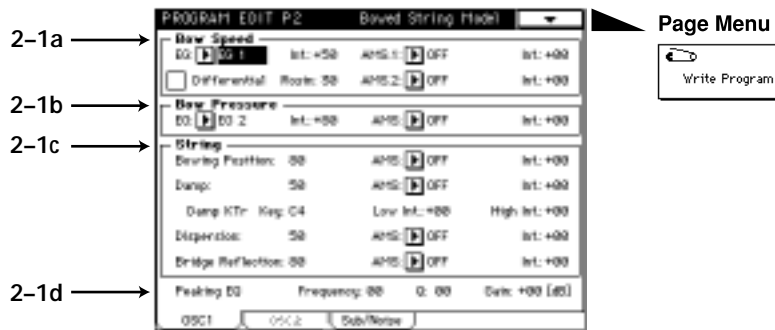 PROGRAM EDIT P2 Bowed String Model
Page Menu
Write Program
2–1a
Bow Speed
EG: EG 1 Int: +50 AMS.1: OFF Int: +00
Differential Rosin: 50 AMS.2: OFF Int: +00
2–1b
Bow Pressure
EG: EG 2 Int: +80 AMS: OFF Int: +00
2–1c
String
Bowing Position: 80 AMS: OFF Int: +00
Damp: 50 AMS: OFF Int: +00
Damp KTr Key: C4 Low Int: +00 High Int: +00
Dispersion: 50 AMS: OFF Int: +00
Bridge Reflection: 80 AMS: OFF Int: +00
2–1d
Peaking EQ Frequency: 00 Q: 00 Gain: +00 [dB]
OSC1 OSC2 Sub/Noise